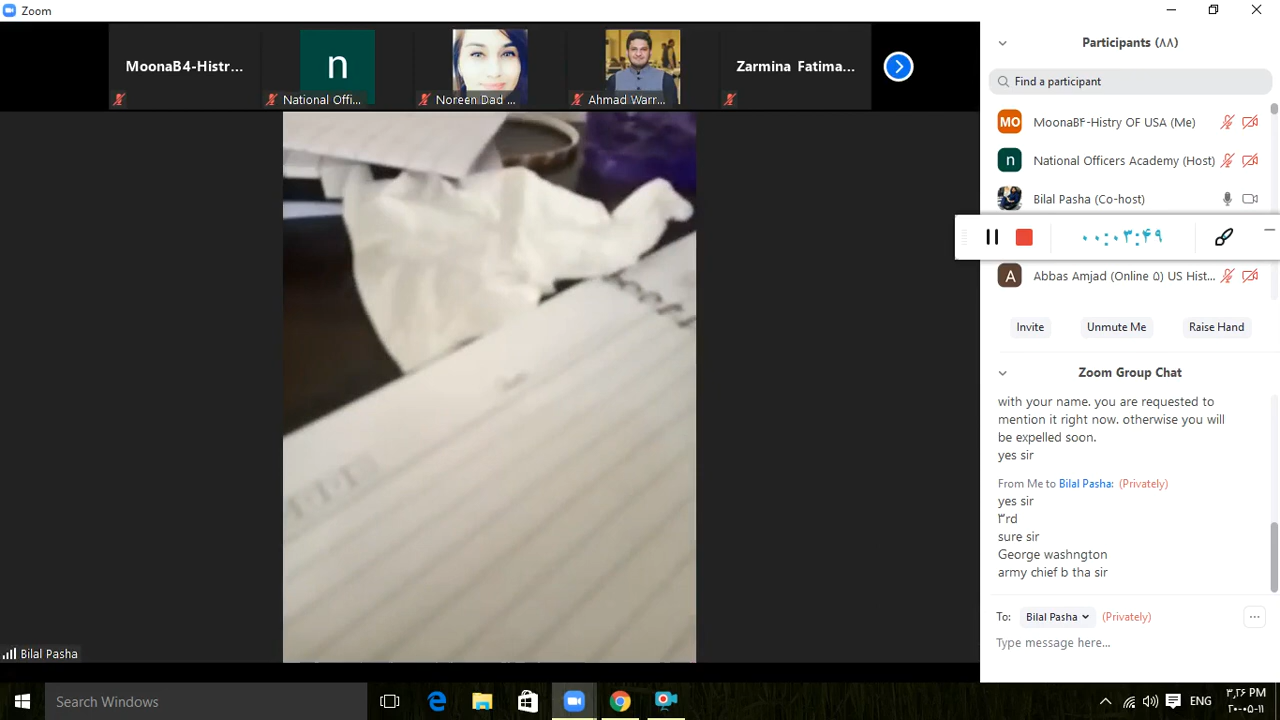 Zoom
MoonaB4-Histr...
National Offi...
Noreen Dad ...
Ahmad Warr...
Zarmina Fatima...
Participants (۸۸)
Find a participant
MO
MoonaB۴-Histry OF USA (Me)
n
National Officers Academy (Host)
Bilal Pasha (Co-host)
۰۰:۰۳:۴۹
A
Abbas Amjad (Online ۵) US Hist...
Invite
Unmute Me
Raise Hand
Zoom Group Chat
with your name. you are requested to
mention it right now. otherwise you will
be expelled soon.
yes sir
From Me to Bilal Pasha: (Privately)
yes sir
۳rd
sure sir
George washngton
army chief b tha sir
To: Bilal Pasha (Privately)
Type message here...
n
Bilal Pasha
Search Windows
ENG
۳:۲۶ PM
۲۰۲۰-۰۵-۱۱